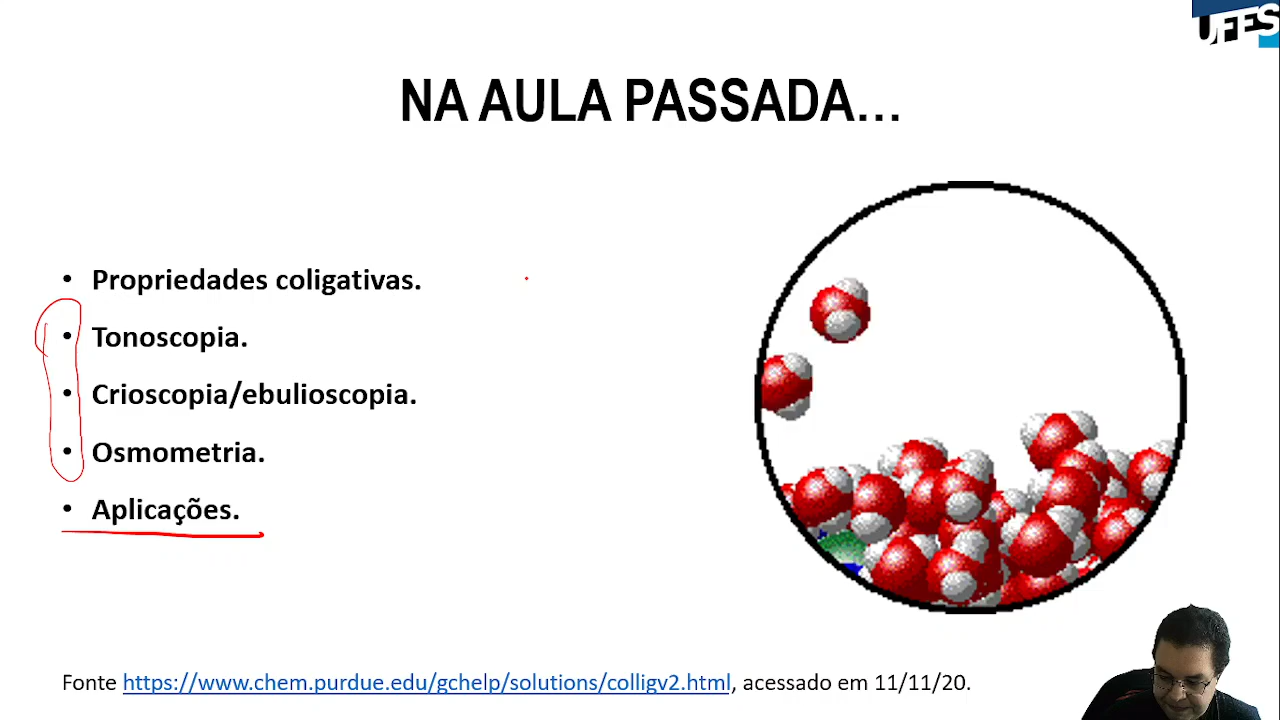 UFES
NA AULA PASSADA...
• Propriedades coligativas.
• Tonoscopia.
• Crioscopia/ebulioscopia.
• Osmometria.
• Aplicações.
Fonte https://www.chem.purdue.edu/gchelp/solutions/colligv2.html, acessado em 11/11/20.